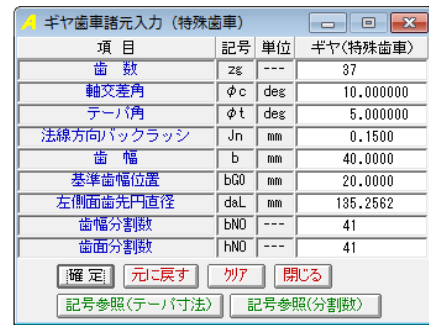 ギヤ歯車諸元入力 (特殊歯車)
項 目 記号 単位 ギヤ(特殊歯車)
歯 数 zg --- 37
軸交差角 φc deg 10.000000
テーパ角 φt deg 5.000000
法線方向バックラッシ Jn mm 0.1500
歯 幅 b mm 40.0000
基準歯幅位置 bG0 mm 20.0000
左側面歯先円直径 daL mm 135.2562
歯幅分割数 bN0 --- 41
歯面分割数 hN0 --- 41
確 定 元に戻す クリア 閉じる
記号参照(テーパ寸法) 記号参照(分割数)